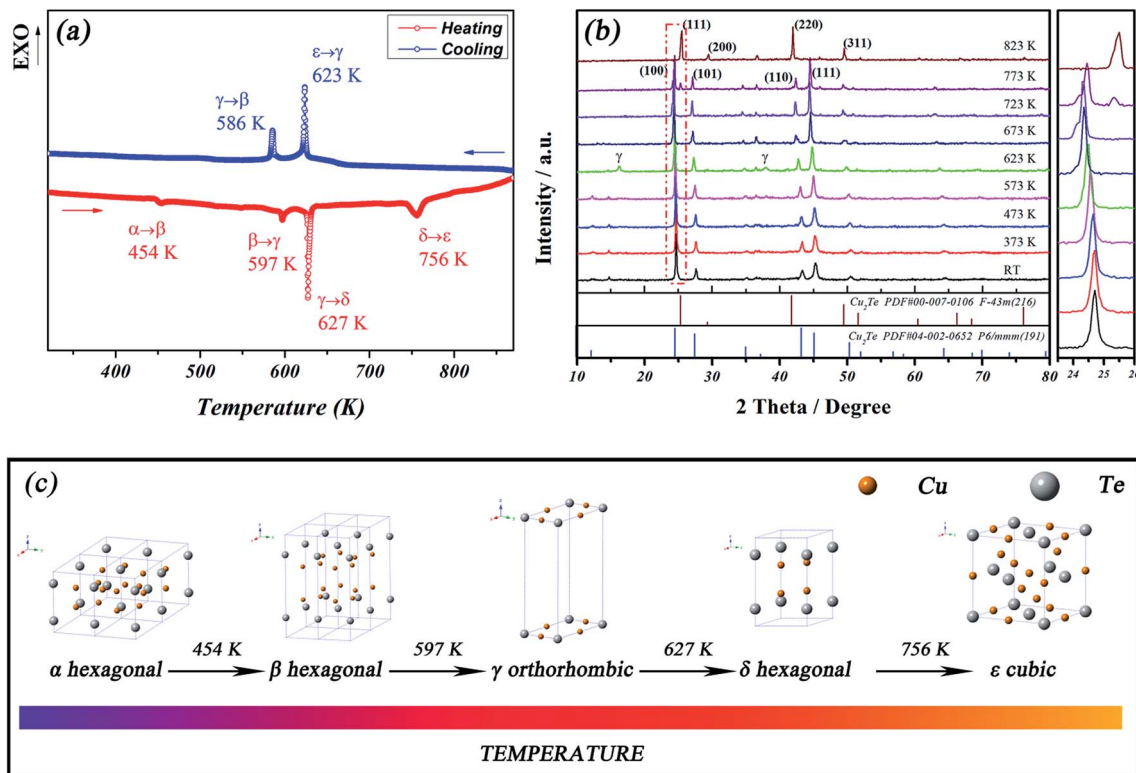 (a)
EXO
Heating
Cooling
ε→γ
623 K
γ→β
586 K
α→β
454 K
β→γ
597 K
γ→δ
627 K
δ→ε
756 K
400 500 600 700 800
Temperature (K)
(b)
Intensity / a.u.
(111)
(200)
(220)
(311)
823 K
(100)
(101)
(110)
(111)
773 K
723 K
673 K
γ
γ
623 K
573 K
473 K
373 K
RT
Cu2Te PDF#00-007-0106 F-43m(216)
Cu2Te PDF#04-002-0652 P6/mmm(191)
10 20 30 40 50 60 70 80
2 Theta / Degree
24 25 26
(c)
Cu
Te
454 K
597 K
627 K
756 K
α hexagonal
β hexagonal
γ orthorhombic
δ hexagonal
ε cubic
TEMPERATURE